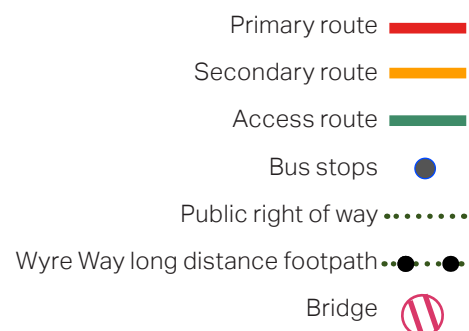 Primary route
Secondary route
Access route
Bus stops
Public right of way
Wyre Way long distance footpath
Bridge